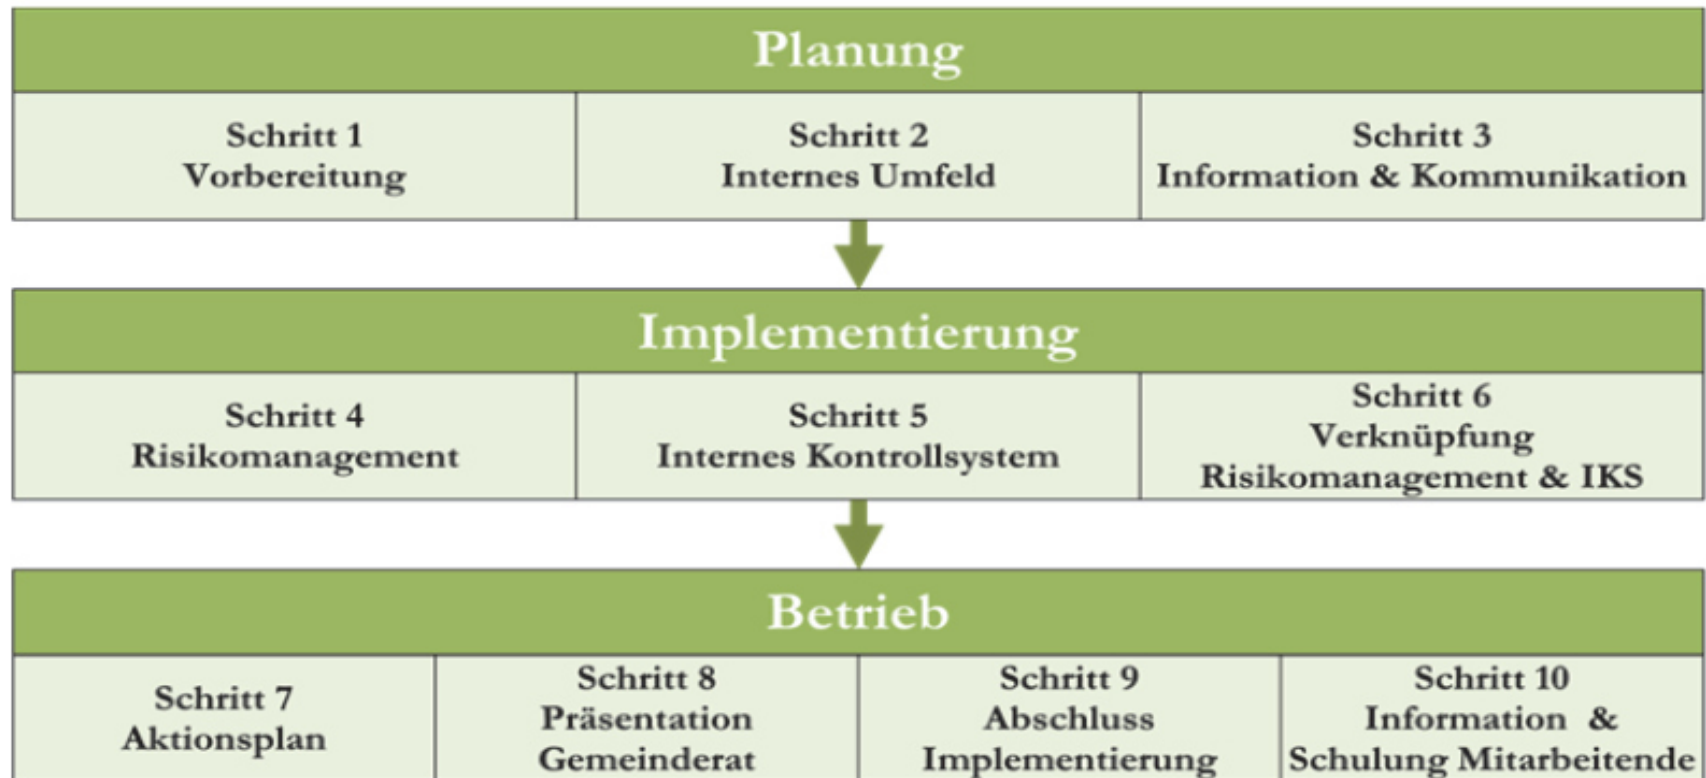 Planung
Schritt 1
Vorbereitung
Schritt 2
Internes Umfeld
Schritt 3
Information & Kommunikation
Implementierung
Schritt 4
Risikomanagement
Schritt 5
Internes Kontrollsystem
Schritt 6
Verknüpfung
Risikomanagement & IKS
Betrieb
Schritt 7
Aktionsplan
Schritt 8
Präsentation
Gemeinderat
Schritt 9
Abschluss
Implementierung
Schritt 10
Information &
Schulung Mitarbeitende